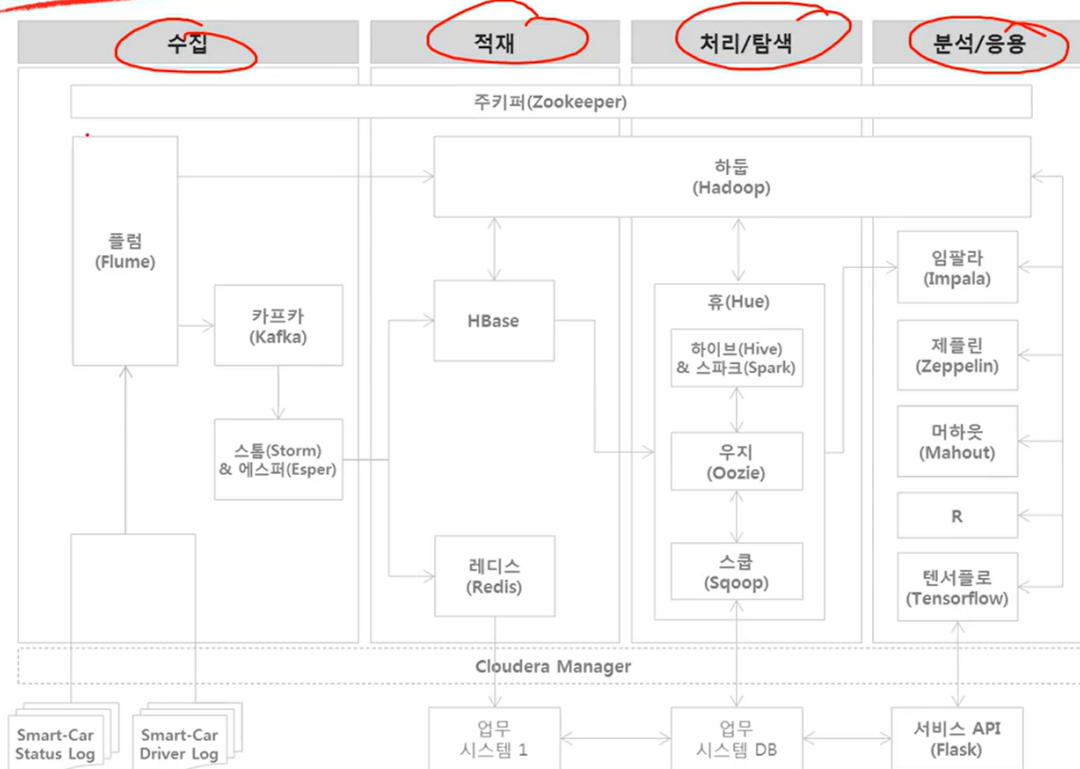 수집
적재
처리/탐색
분석/응용
주키퍼(Zookeeper)
플럼
(Flume)
카프카
(Kafka)
스톰(Storm)
& 에스퍼(Esper)
하둡
(Hadoop)
HBase
레디스
(Redis)
휴(Hue)
하이브(Hive)
& 스파크(Spark)
우지
(Oozie)
스쿱
(Sqoop)
임팔라
(Impala)
제플린
(Zeppelin)
머하웃
(Mahout)
R
텐서플로
(Tensorflow)
Cloudera Manager
Smart-Car
Status Log
Smart-Car
Driver Log
업무
시스템 1
업무
시스템 DB
서비스 API
(Flask)